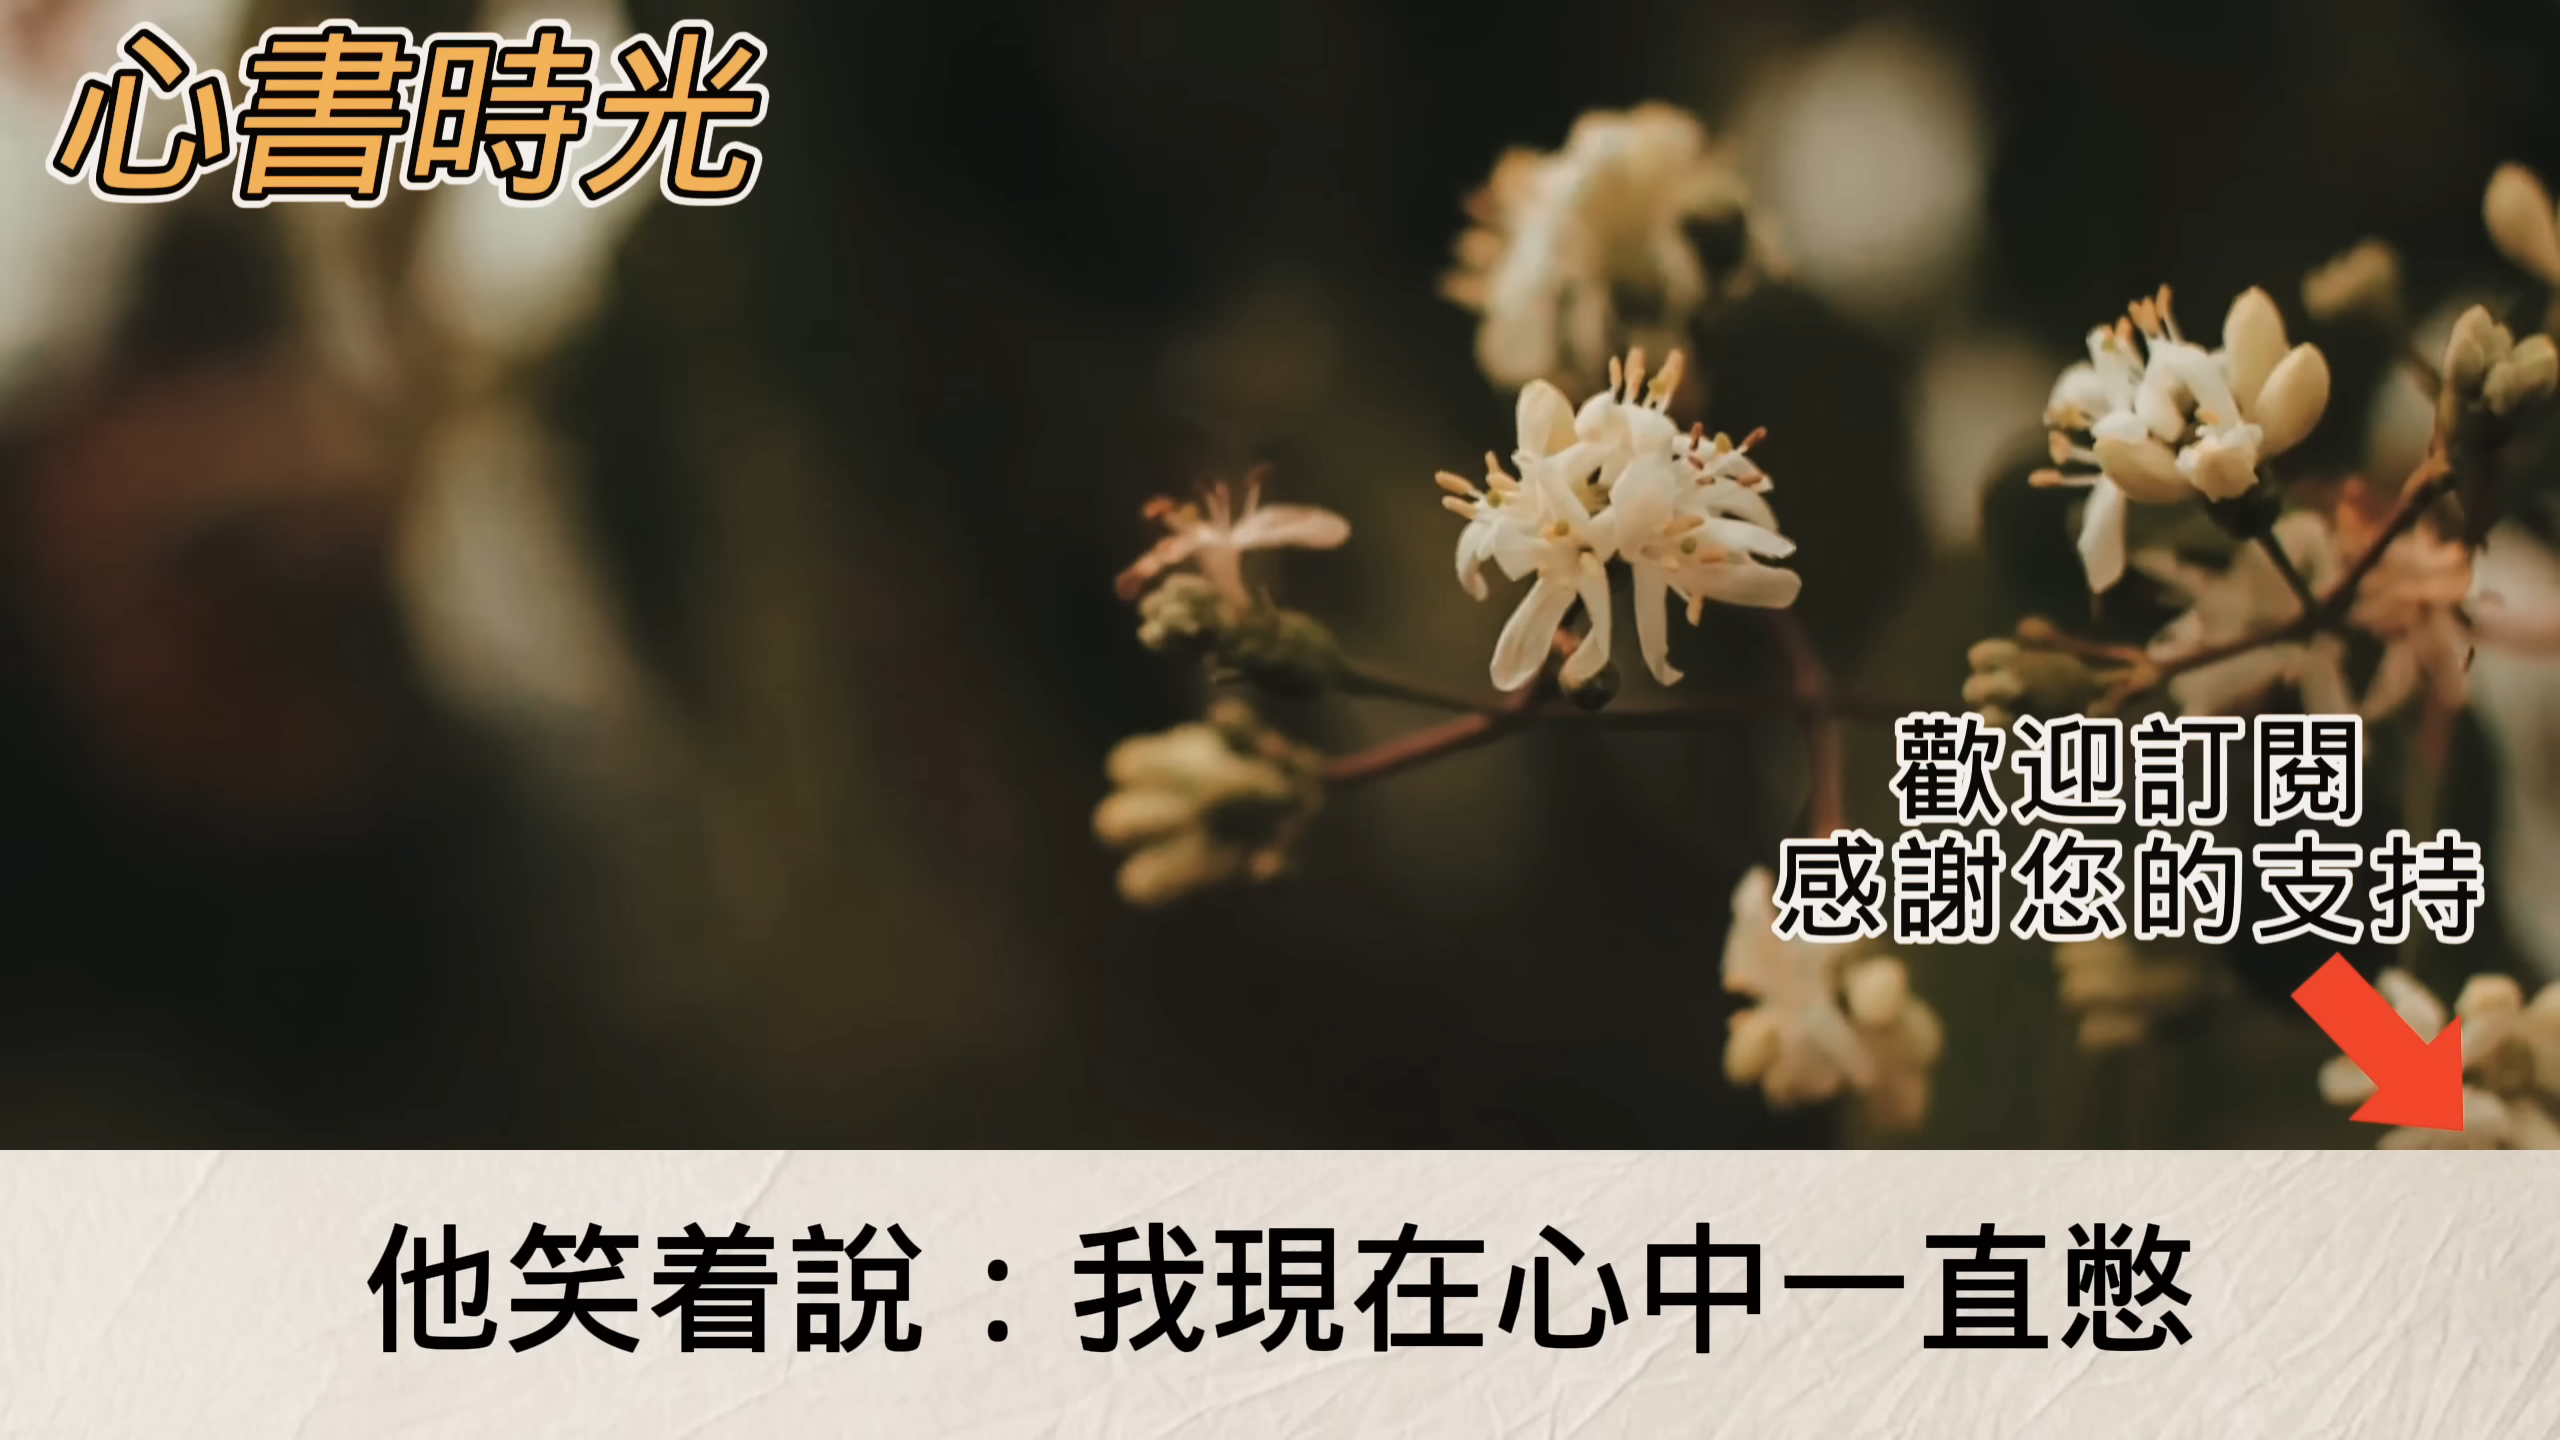 心書時光
歡迎訂閱
感謝您的支持
他笑着說：我現在心中一直憋